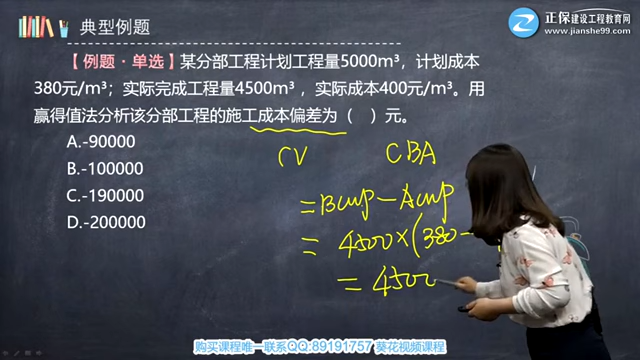 典型例题
正保建设工程教育网
www.jianshe99.com
【例题·单选】某分部工程计划工程量5000m³，计划成本
380元/m³；实际完成工程量4500m³，实际成本400元/m³。用
赢得值法分析该分部工程的施工成本偏差为（ ）元。
A.-90000
B.-100000
C.-190000
D.-200000
CV CBA
=BCWP-ACWP
= 4500×(380-
= 4500
购买课程唯一联系QQ:89191757 葵花视频课程